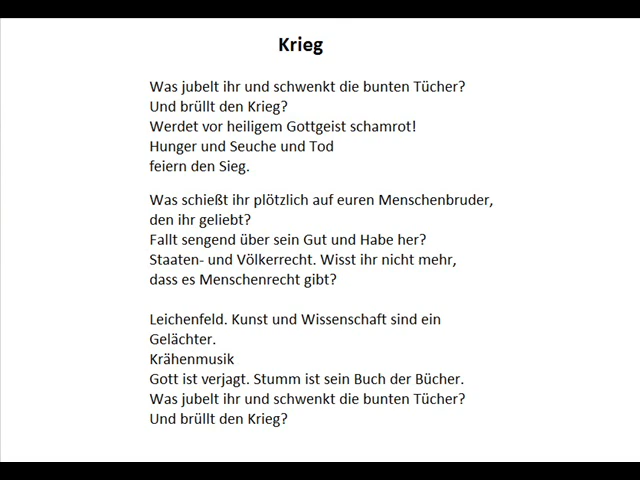 Krieg
Was jubelt ihr und schwenkt die bunten Tücher?
Und brüllt den Krieg?
Werdet vor heiligem Gottgeist schamrot!
Hunger und Seuche und Tod
feiern den Sieg.
Was schießt ihr plötzlich auf euren Menschenbruder,
den ihr geliebt?
Fallt sengend über sein Gut und Habe her?
Staaten- und Völkerrecht. Wisst ihr nicht mehr,
dass es Menschenrecht gibt?
Leichenfeld. Kunst und Wissenschaft sind ein
Gelächter.
Krähenmusik
Gott ist verjagt. Stumm ist sein Buch der Bücher.
Was jubelt ihr und schwenkt die bunten Tücher?
Und brüllt den Krieg?